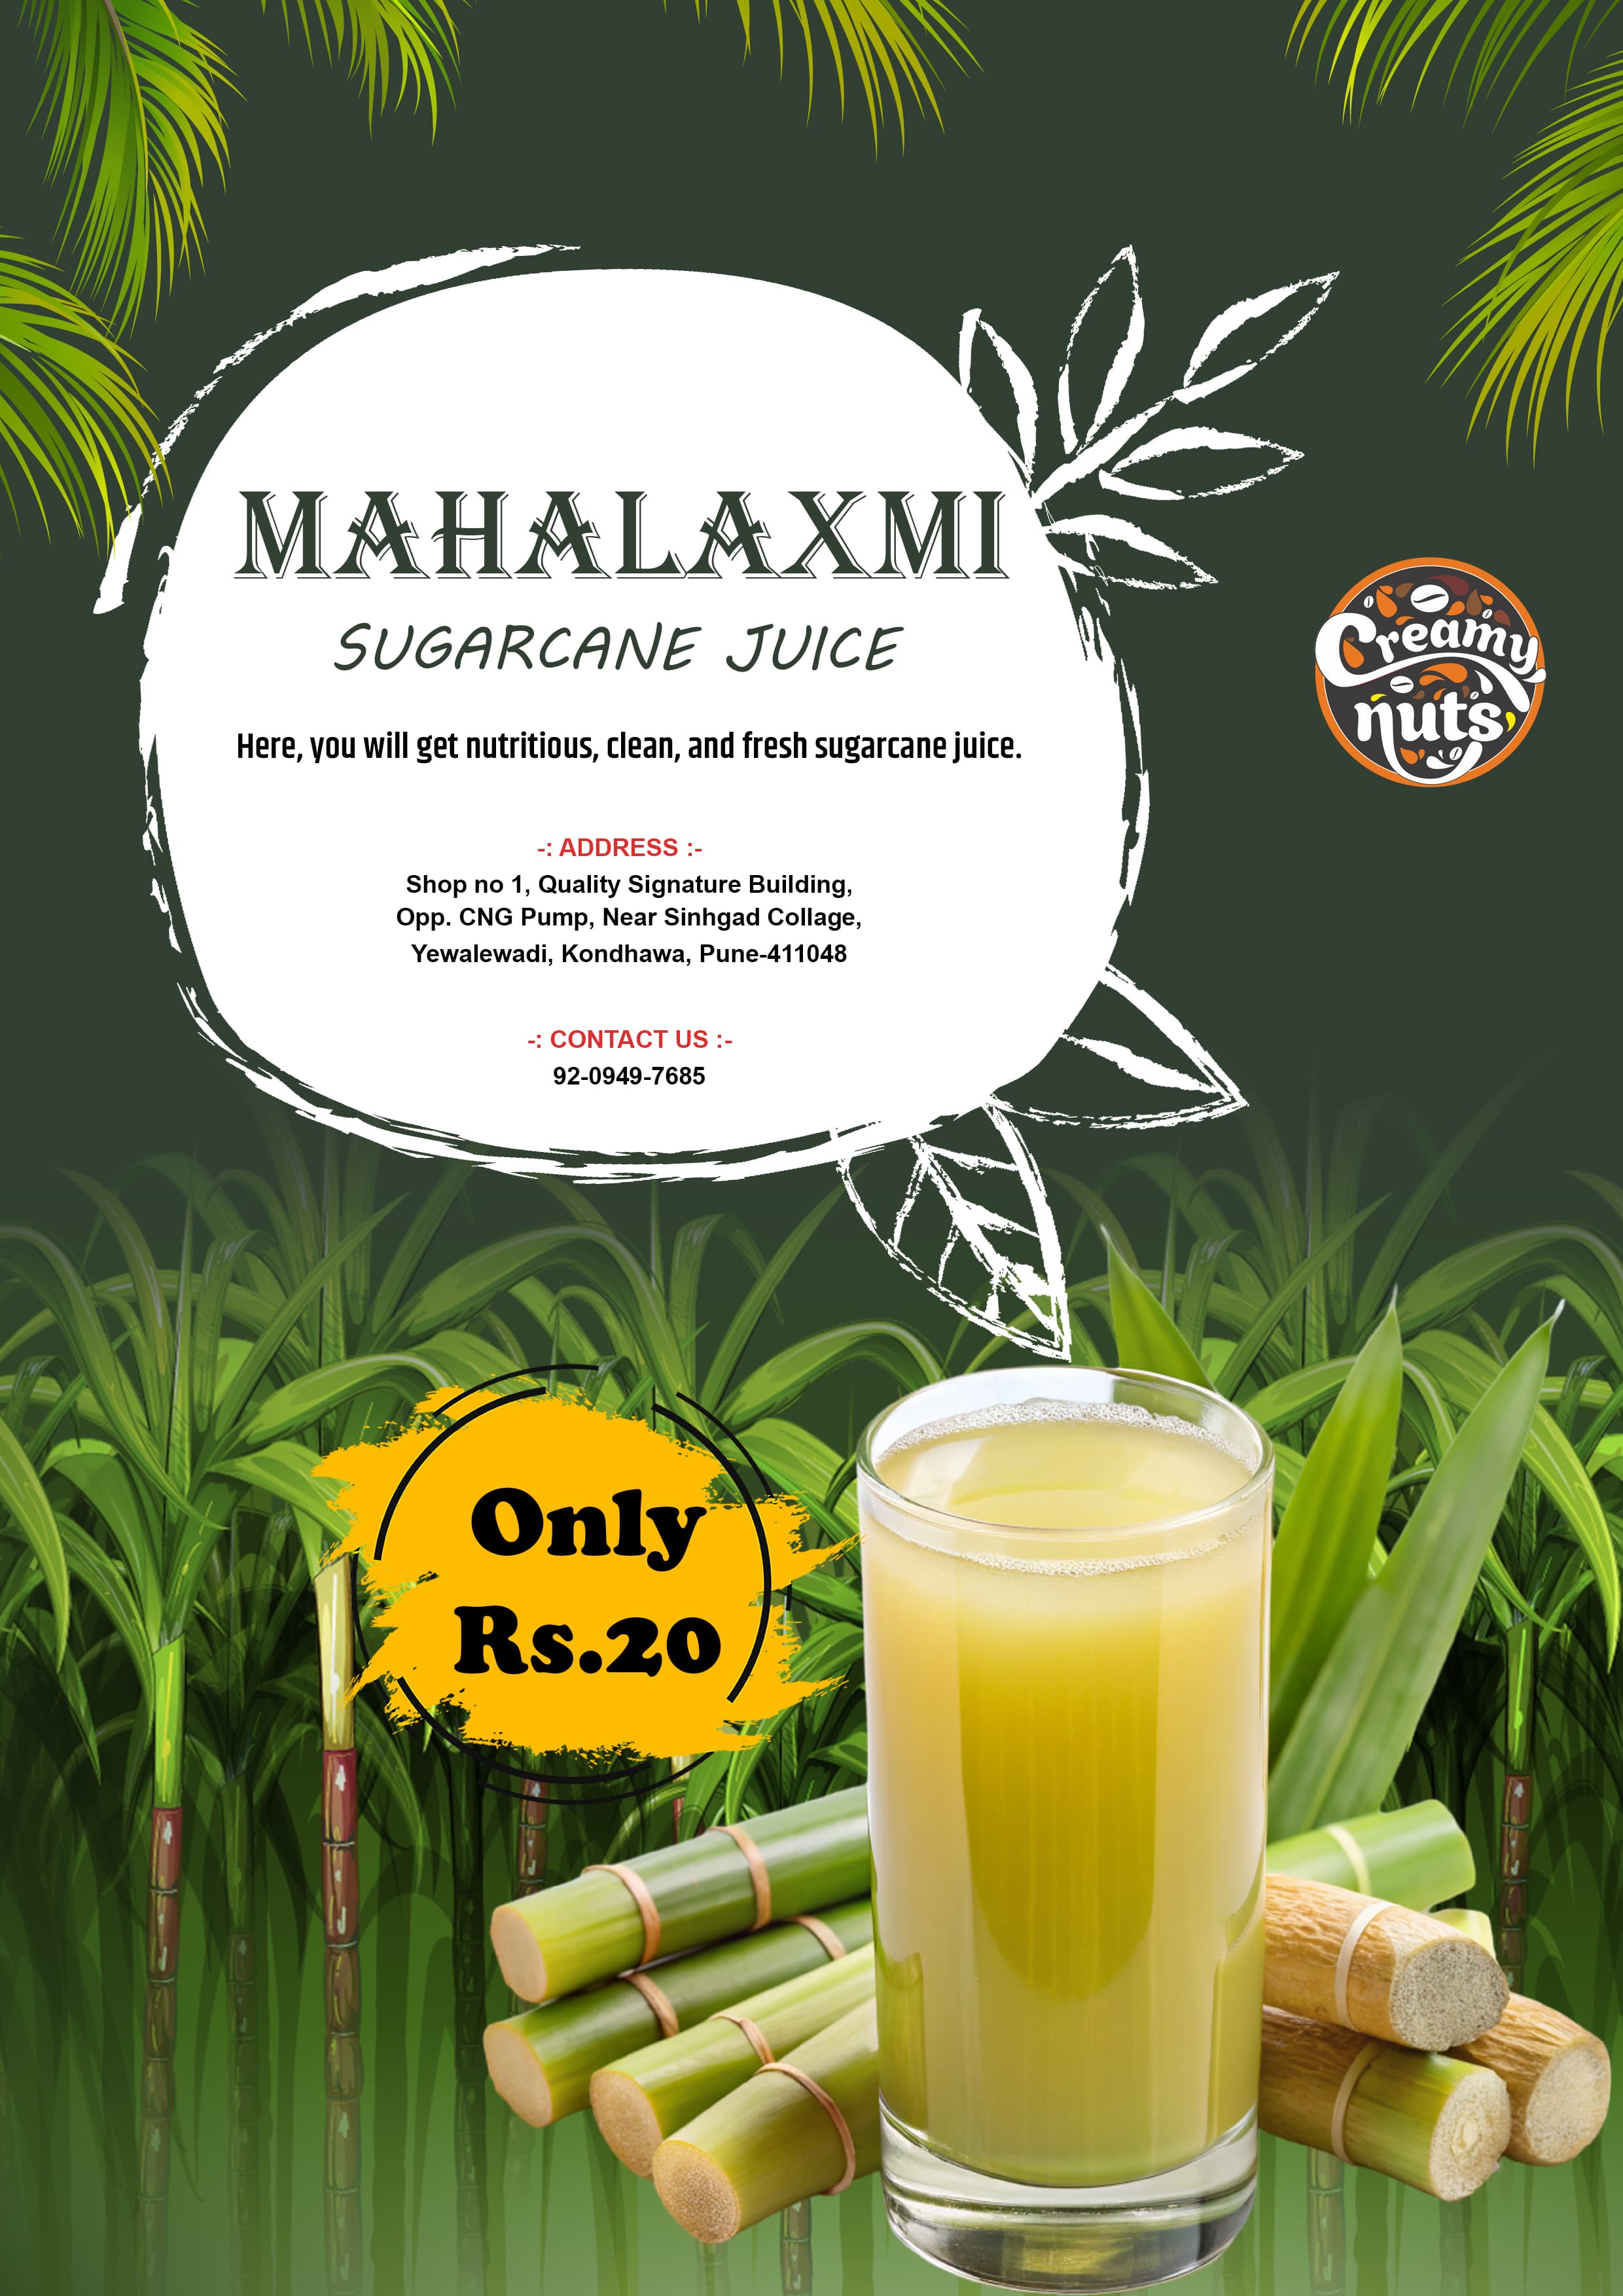 MAHALAXMI
SUGARCANE JUICE
Here, you will get nutritious, clean, and fresh sugarcane juice.
Creamy
nuts
-: ADDRESS :-
Shop no 1, Quality Signature Building,
Opp. CNG Pump, Near Sinhgad Collage,
Yewalewadi, Kondhawa, Pune-411048
-: CONTACT US :-
92-0949-7685
Only
Rs.20